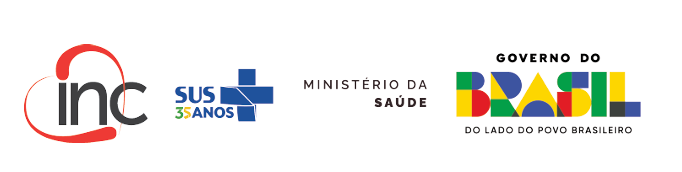 inc
SUS
35ANOS
MINISTÉRIO DA
SAÚDE
GOVERNO DO
BRASIL
DO LADO DO POVO BRASILEIRO